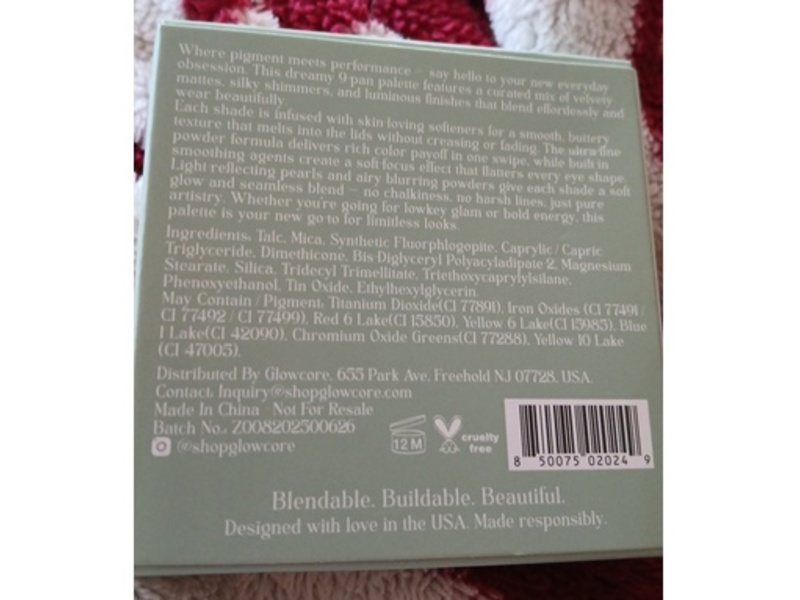 Where pigment meets performance – say hello to your new everyday
obsession. This dreamy 9 pan palette features a curated mix of velvety
mattes, silky shimmers, and luminous finishes that blend effortlessly and
wear beautifully.
Each shade is infused with skin-loving softeners for a smooth, buttery
texture that melts into the lids without creasing or fading. The ultra-fine
powder formula delivers rich color payoff in one swipe, while built in
smoothing agents create a soft-focus effect that flatters every eye shape.
Light reflecting pearls and airy blurring powders give each shade a soft
glow and seamless blend – no chalkiness, no harsh lines, just pure
artistry. Whether you're going for lowkey glam or bold energy, this
palette is your new go-to for limitless looks.
Ingredients: Talc, Mica, Synthetic Fluorphlogopite, Caprylic / Capric
Triglyceride, Dimethicone, Bis-Diglyceryl Polyacyladipate 2, Magnesium
Stearate, Silica, Tridecyl Trimellitate, Triethoxycaprylylsilane,
Phenoxyethanol, Tin Oxide, Ethylhexylglycerin.
May Contain / Pigment: Titanium Dioxide(CI 77891), Iron Oxides (CI 77491 /
CI 77492 / CI 77499), Red 6 Lake(CI 15850), Yellow 6 Lake(CI 15985), Blue
1 Lake(CI 42090), Chromium Oxide Greens(CI 77288), Yellow 10 Lake
(CI 47005).
Distributed By Glowcore, 655 Park Ave, Freehold NJ 07728, USA.
Contact: Inquiry@shopglowcore.com
Made In China Not For Resale
Batch No.: Z008202500626
@shopglowcore
12 M
cruelty
free
8 50075 02024 9
Blendable. Buildable. Beautiful.
Designed with love in the USA. Made responsibly.